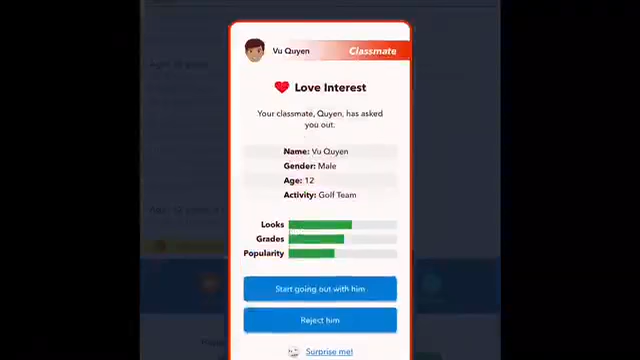 Vu Quyen
Classmate
Love Interest
Your classmate, Quyen, has asked
you out.
Name: Vu Quyen
Gender: Male
Age: 12
Activity: Golf Team
Looks
Grades
Popularity
Start going out with him
Reject him
Surprise me!